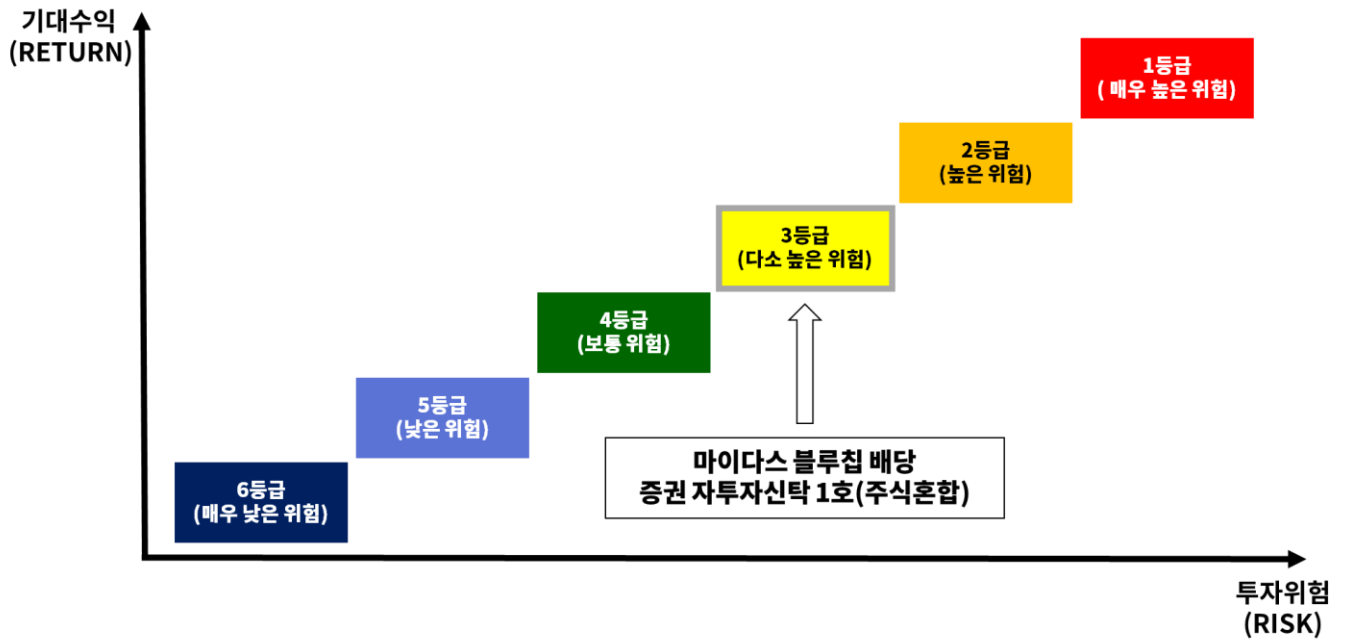 기대수익
(RETURN)
1등급
( 매우 높은 위험)
2등급
(높은 위험)
3등급
(다소 높은 위험)
4등급
(보통 위험)
5등급
(낮은 위험)
6등급
(매우 낮은 위험)
마이다스 블루칩 배당
증권 자투자신탁 1호(주식혼합)
투자위험
(RISK)